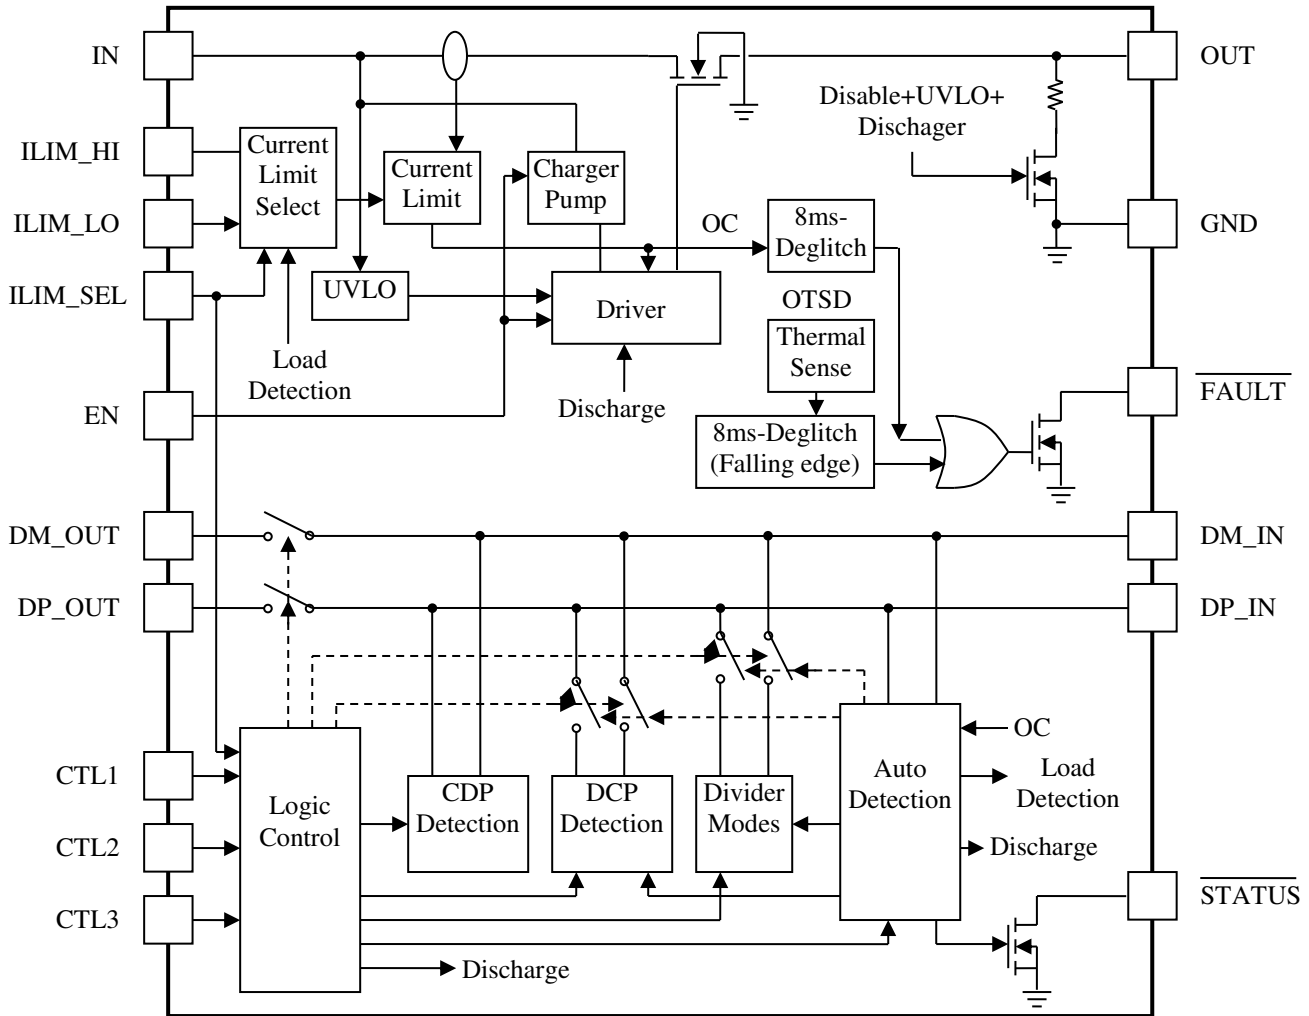 IN
OUT
Disable+UVLO+
Dischager
ILIM_HI
Current
Limit
Select
Current
Limit
Charger
Pump
ILIM_LO
OC
8ms-
Deglitch
GND
ILIM_SEL
UVLO
Driver
OTSD
Thermal
Sense
Load
Detection
Discharge
EN
FAULT
8ms-Deglitch
(Falling edge)
DM_OUT
DM_IN
DP_OUT
DP_IN
OC
CTL1
Logic
Control
CDP
Detection
DCP
Detection
Divider
Modes
Auto
Detection
Load
Detection
CTL2
Discharge
CTL3
STATUS
Discharge